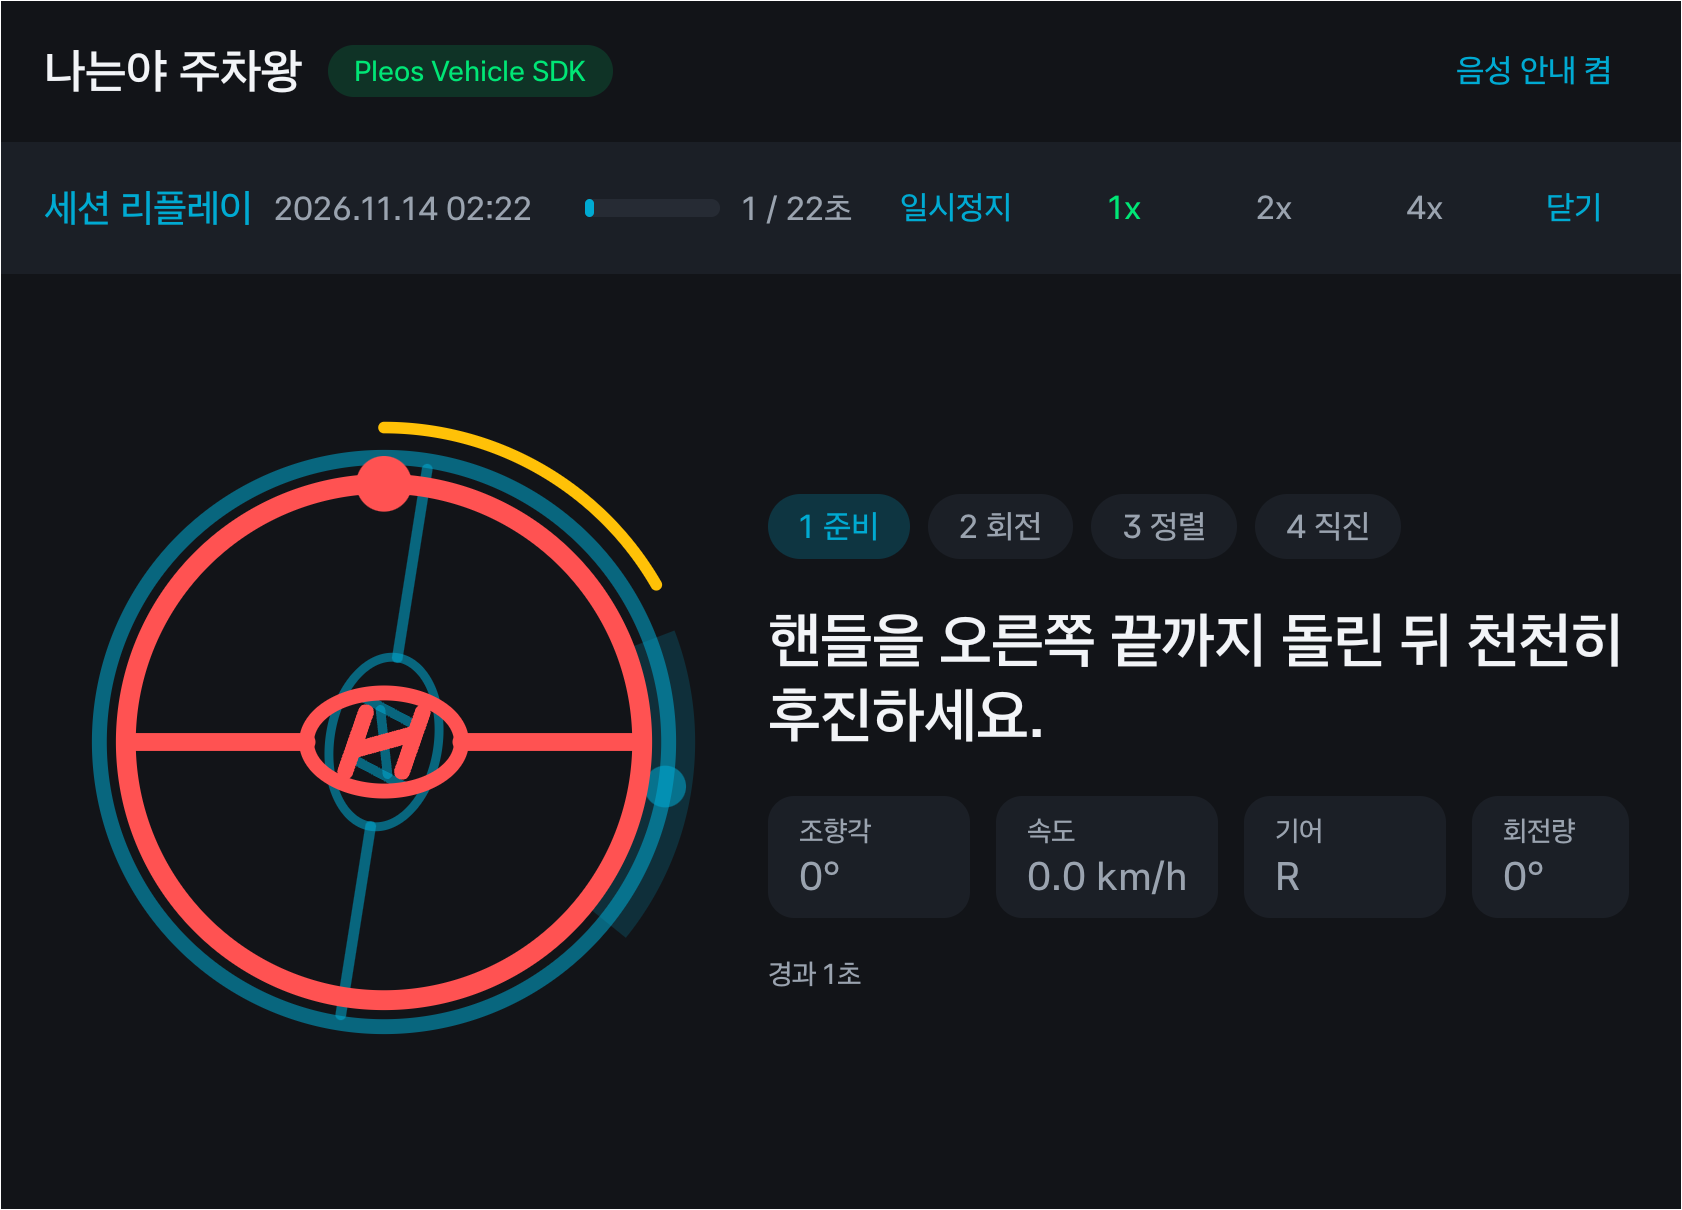 나는야 주차왕 Pleos Vehicle SDK 음성 안내 켬
세션 리플레이 2026.11.14 02:22 1 / 22초 일시정지 1x 2x 4x 닫기
1 준비 2 회전 3 정렬 4 직진
핸들을 오른쪽 끝까지 돌린 뒤 천천히
후진하세요.
조향각 속도 기어 회전량
0° 0.0 km/h R 0°
경과 1초